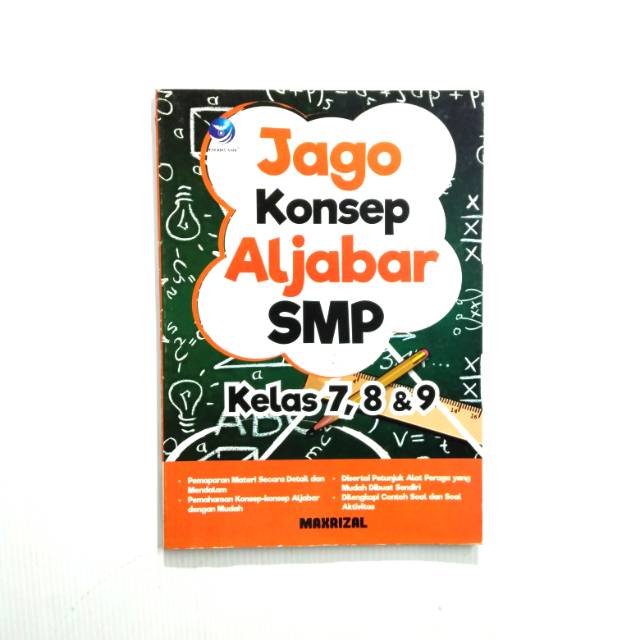 Jago
Konsep
Aljabar
SMP
Kelas 7, 8 & 9
ABC
V =
• Pemaparan Materi Secara Detail dan
Mendalam
• Pemahaman Konsep-konsep Aljabar
dengan Mudah
• Disertai Petunjuk Alat Peraga yang
Mudah Dibuat Sendiri
• Dilengkapi Contoh Soal dan Soal
Aktivitas
MAXRIZAL